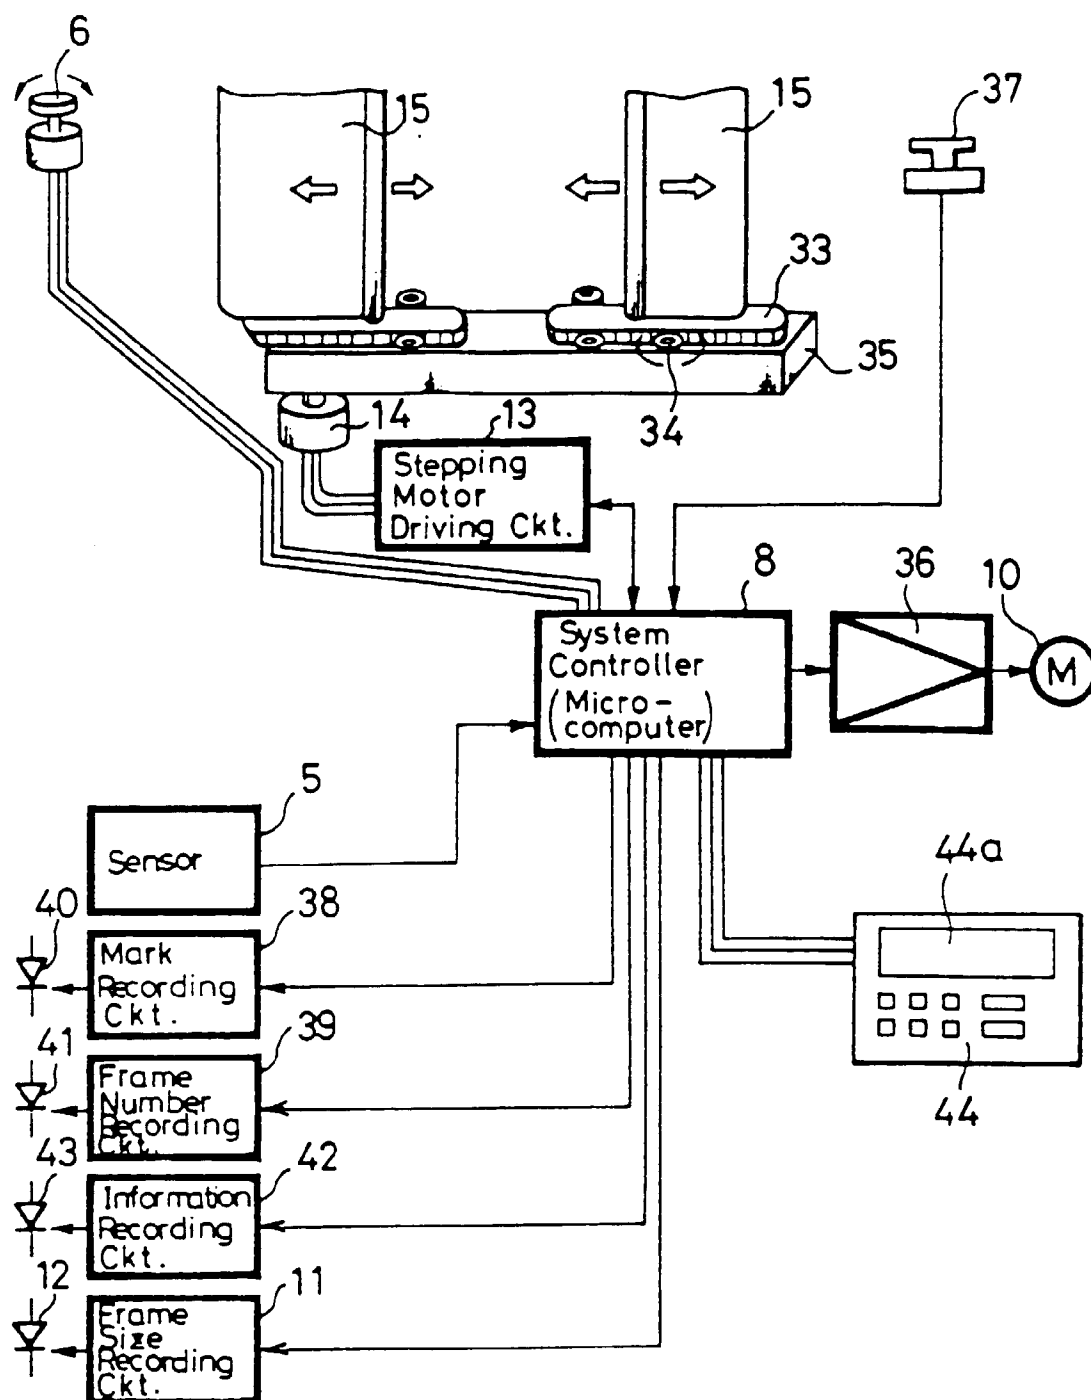 6
15
15
37
33
35
34
14
13
Stepping
Motor
Driving Ckt.
8
36
10
System
Controller
(Micro-
computer)
M
5
Sensor
44a
40
38
Mark
Recording
Ckt.
41
39
Frame
Number
Recording
Ckt.
44
43
42
Information
Recording
Ckt.
12
11
Frame
Size
Recording
Ckt.